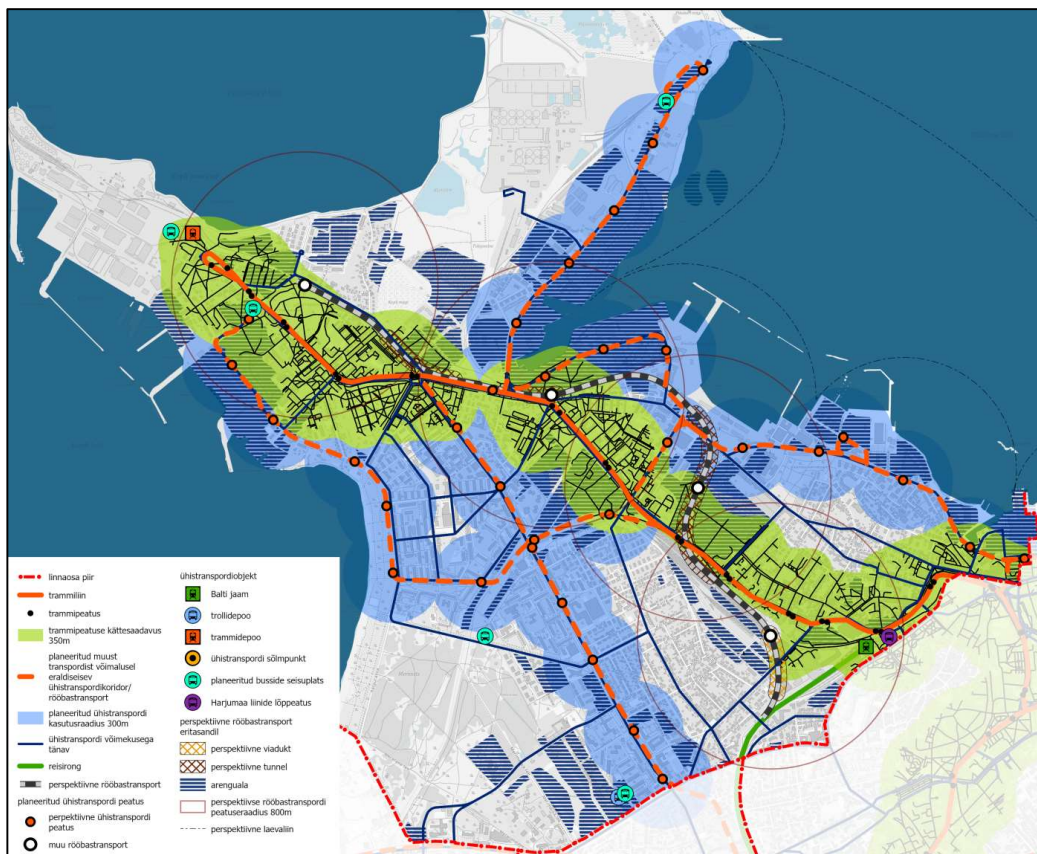 linnaosa piir
trammiliin
trammipeatus
trammipeatuse kättesaadavus
350m
planeeritud muust
transpordist võimalusel
eraldiseisev
ühistranspordikoridor/
rööbastransport
planeeritud ühistranspordi
kasutusraadius 300m
ühistranspordi võimekusega
tänav
reisirong
perspektiivne rööbastransport
planeeritud ühistranspordi peatus
perpektiivne ühistranspordi
peatus
muu rööbastransport
ühistranspordiobjekt
Balti jaam
trollidepoo
trammidepoo
ühistranspordi sõlmpunkt
planeeritud busside seisuplats
Harjumaa liinide lõppeatus
perspektiivne rööbastransport
eritasandil
perspektiivne viadukt
perspektiivne tunnel
arenguala
perspektiivse rööbastranspordi
peatuseraadius 800m
perspektiivne laevaliin